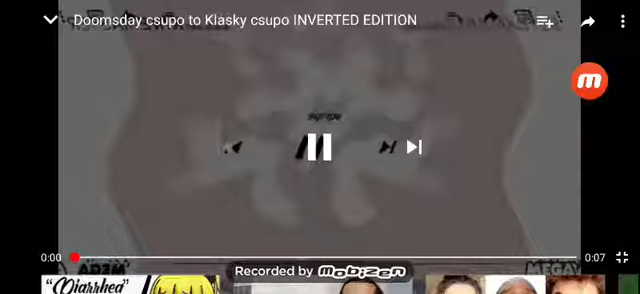 Doomsday csupo to Klasky csupo INVERTED EDITION
0:00
0:07
Recorded by mobizen
"Diarrhea"